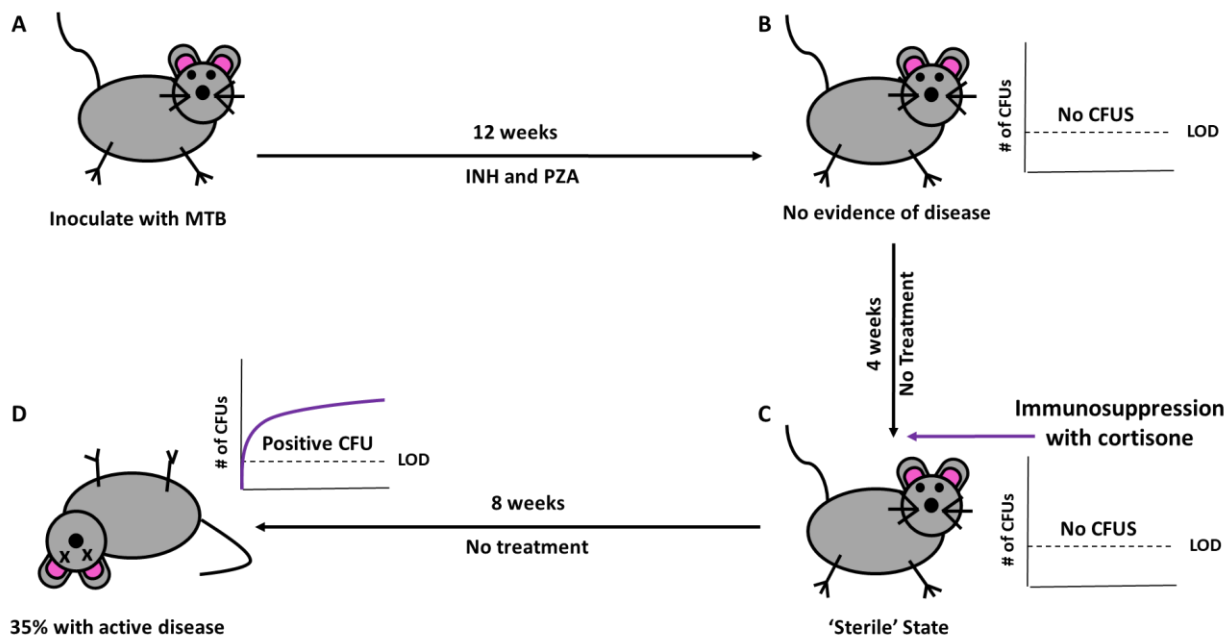 A
Inoculate with MTB
12 weeks
INH and PZA
B
# of CFUs
No CFUS
LOD
No evidence of disease
4 weeks
No Treatment
C
Immunosuppression
with cortisone
# of CFUs
No CFUS
LOD
'Sterile' State
8 weeks
No treatment
D
# of CFUs
Positive CFU
LOD
X X
35% with active disease